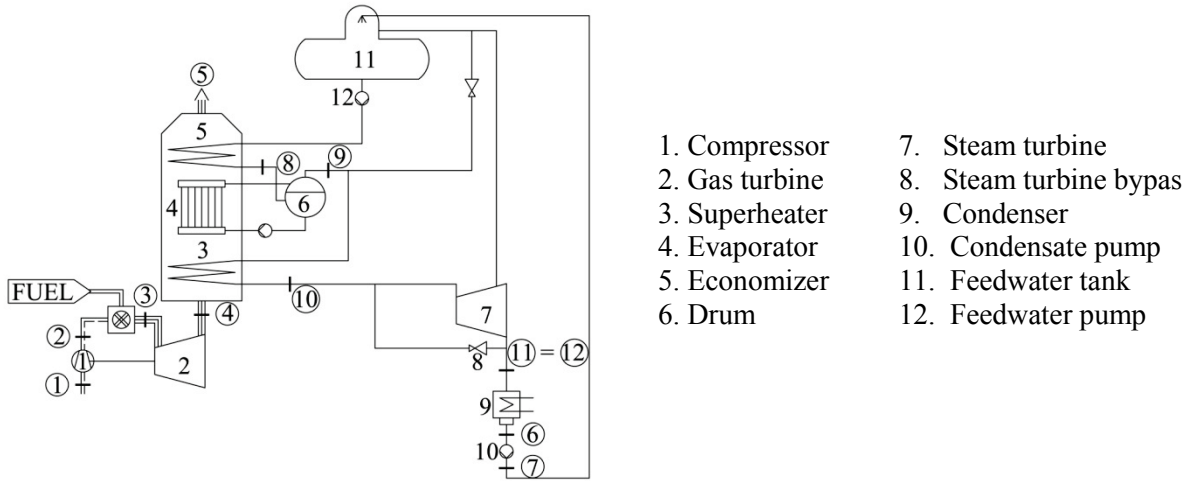 11
⑤
12
5
⑧
⑨
4
6
3
FUEL
③
④
⑩
②
1
①
2
7
8
⑪ = ⑫
9
⑥
10
⑦
1. Compressor
2. Gas turbine
3. Superheater
4. Evaporator
5. Economizer
6. Drum
7. Steam turbine
8. Steam turbine bypas
9. Condenser
10. Condensate pump
11. Feedwater tank
12. Feedwater pump